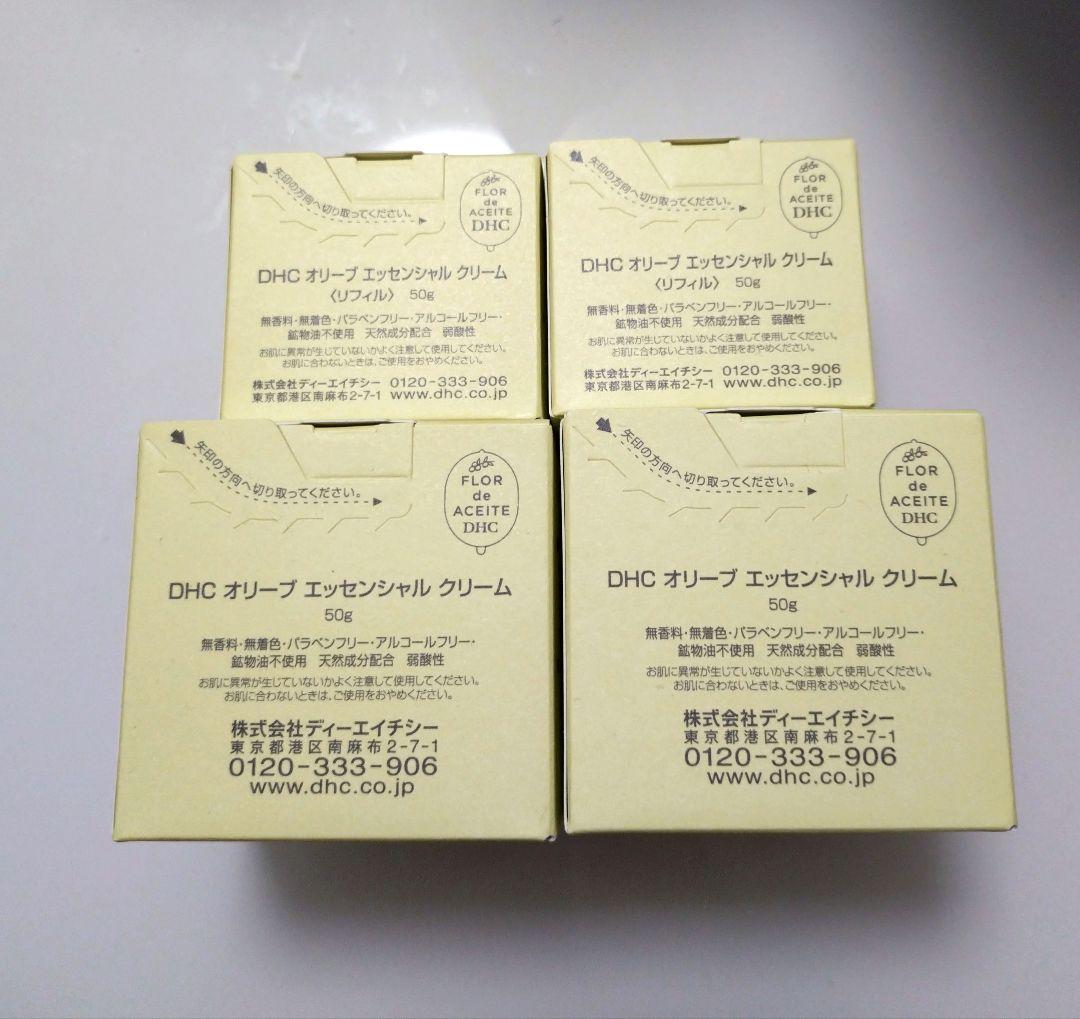 矢印の方向へ切り取ってください。
FLOR
de
ACEITE
DHC
DHC オリーブ エッセンシャル クリーム
〈リフィル〉 50g
無香料・無着色・パラベンフリー・アルコールフリー・
鉱物油不使用 天然成分配合 弱酸性
お肌に異常が生じていないかよく注意して使用してください。
お肌に合わないときは、ご使用をおやめください。
株式会社ディーエイチシー 0120-333-906
東京都港区南麻布2-7-1 www.dhc.co.jp
矢印の方向へ切り取ってください。
FLOR
de
ACEITE
DHC
DHC オリーブ エッセンシャル クリーム
〈リフィル〉 50g
無香料・無着色・パラベンフリー・アルコールフリー・
鉱物油不使用 天然成分配合 弱酸性
お肌に異常が生じていないかよく注意して使用してください。
お肌に合わないときは、ご使用をおやめください。
株式会社ディーエイチシー 0120-333-906
東京都港区南麻布2-7-1 www.dhc.co.jp
矢印の方向へ切り取ってください。
FLOR
de
ACEITE
DHC
DHC オリーブ エッセンシャル クリーム
50g
無香料・無着色・パラベンフリー・アルコールフリー・
鉱物油不使用 天然成分配合 弱酸性
お肌に異常が生じていないかよく注意して使用してください。
お肌に合わないときは、ご使用をおやめください。
株式会社ディーエイチシー
東京都港区南麻布2-7-1
0120-333-906
www.dhc.co.jp
矢印の方向へ切り取ってください。
FLOR
de
ACEITE
DHC
DHC オリーブ エッセンシャル クリーム
50g
無香料・無着色・パラベンフリー・アルコールフリー・
鉱物油不使用 天然成分配合 弱酸性
お肌に異常が生じていないかよく注意して使用してください。
お肌に合わないときは、ご使用をおやめください。
株式会社ディーエイチシー
東京都港区南麻布2-7-1
0120-333-906
www.dhc.co.jp